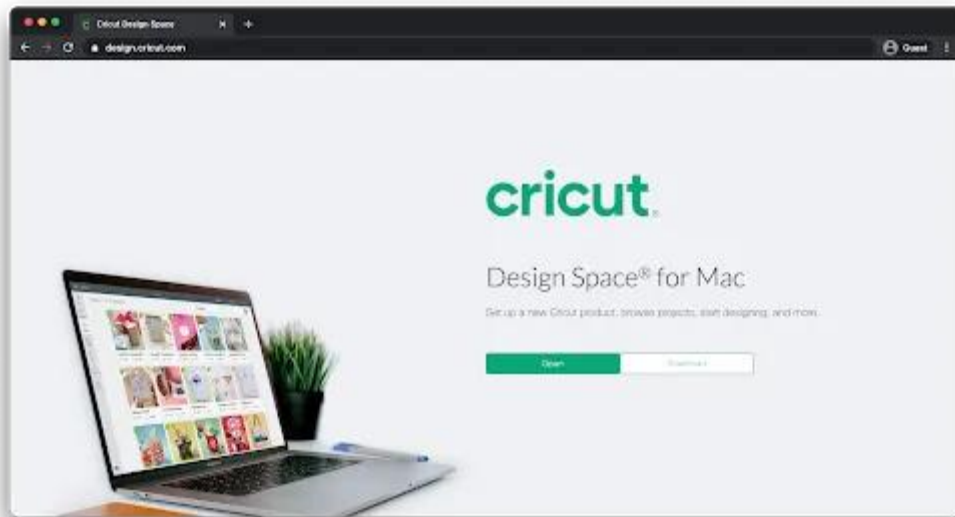 Cricut Design Space
design.cricut.com
Guest
cricut
Design Space® for Mac
Set up a new Cricut product, browse projects, start designing, and more.
Open
Download